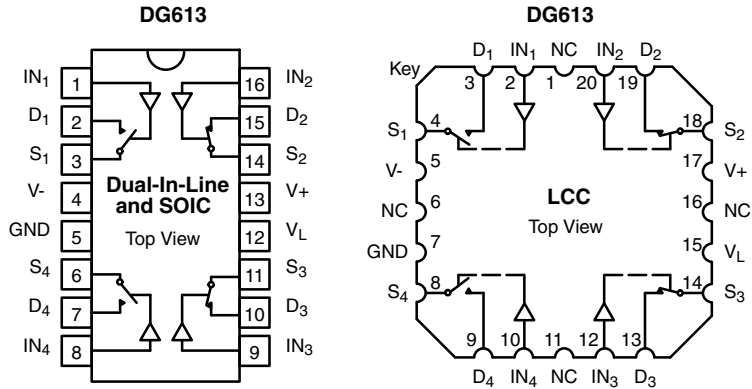 DG613
IN1 1 16 IN2
D1 2 15 D2
S1 3 14 S2
V- 4 Dual-In-Line 13 V+
and SOIC
GND 5 Top View 12 VL
S4 6 11 S3
D4 7 10 D3
IN4 8 9 IN3
DG613
D1 IN1 NC IN2 D2
Key 3 2 1 20 19
S1 4 18 S2
V- 5 17 V+
NC 6 LCC 16 NC
Top View
GND 7 15 VL
S4 8 14 S3
9 10 11 12 13
D4 IN4 NC IN3 D3